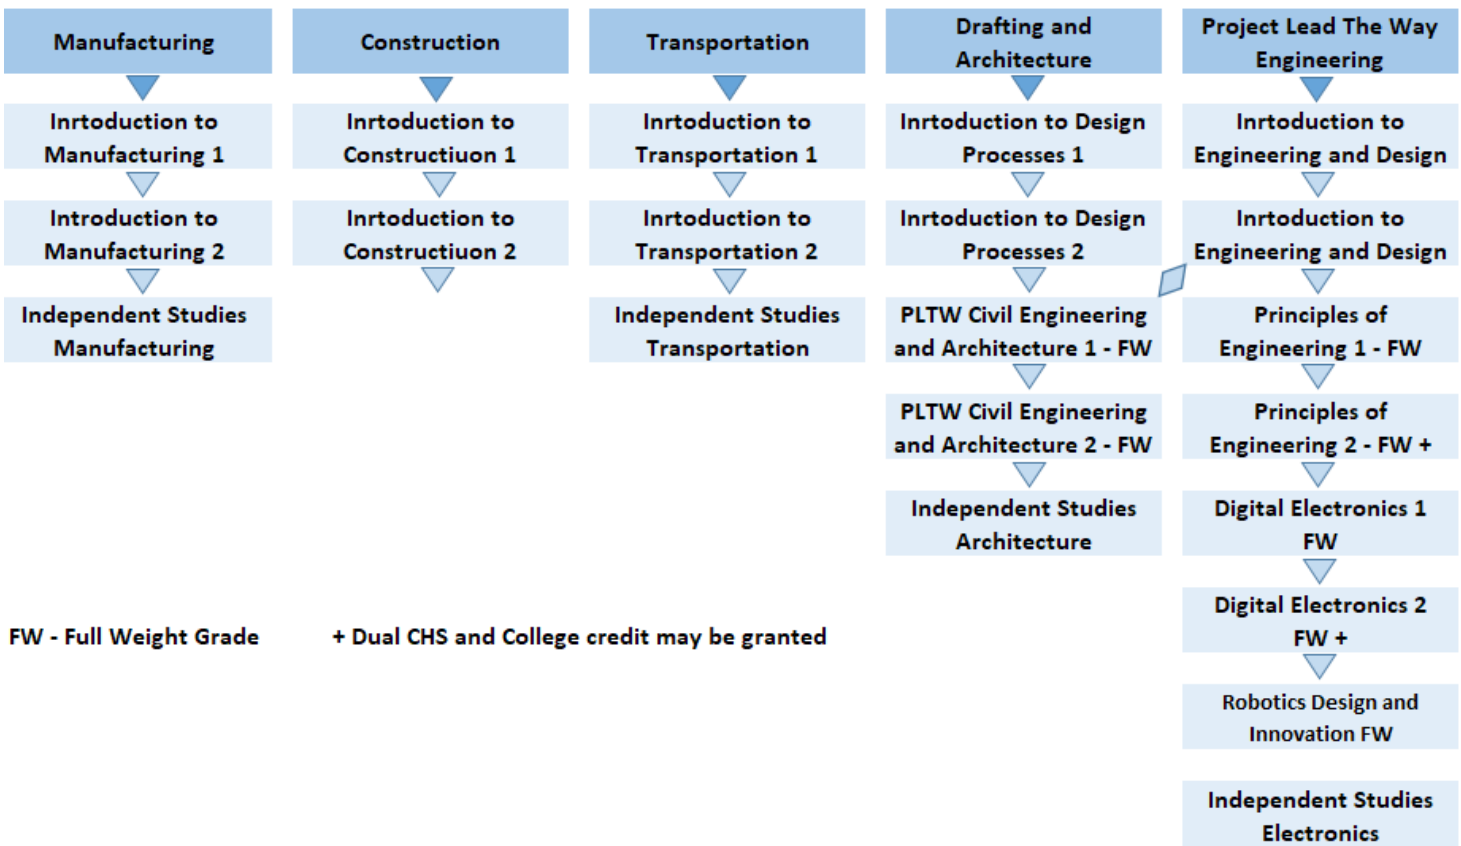 Manufacturing
Inrtoduction to
Manufacturing 1
Introduction to
Manufacturing 2
Independent Studies
Manufacturing
Construction
Inrtoduction to
Constructiuon 1
Inrtoduction to
Constructiuon 2
Transportation
Inrtoduction to
Transportation 1
Inrtoduction to
Transportation 2
Independent Studies
Transportation
Drafting and
Architecture
Inrtoduction to Design
Processes 1
Inrtoduction to Design
Processes 2
PLTW Civil Engineering
and Architecture 1 - FW
PLTW Civil Engineering
and Architecture 2 - FW
Independent Studies
Architecture
Project Lead The Way
Engineering
Inrtoduction to
Engineering and Design
Inrtoduction to
Engineering and Design
Principles of
Engineering 1 - FW
Principles of
Engineering 2 - FW +
Digital Electronics 1
FW
Digital Electronics 2
FW +
Robotics Design and
Innovation FW
Independent Studies
Electronics
FW - Full Weight Grade
+ Dual CHS and College credit may be granted